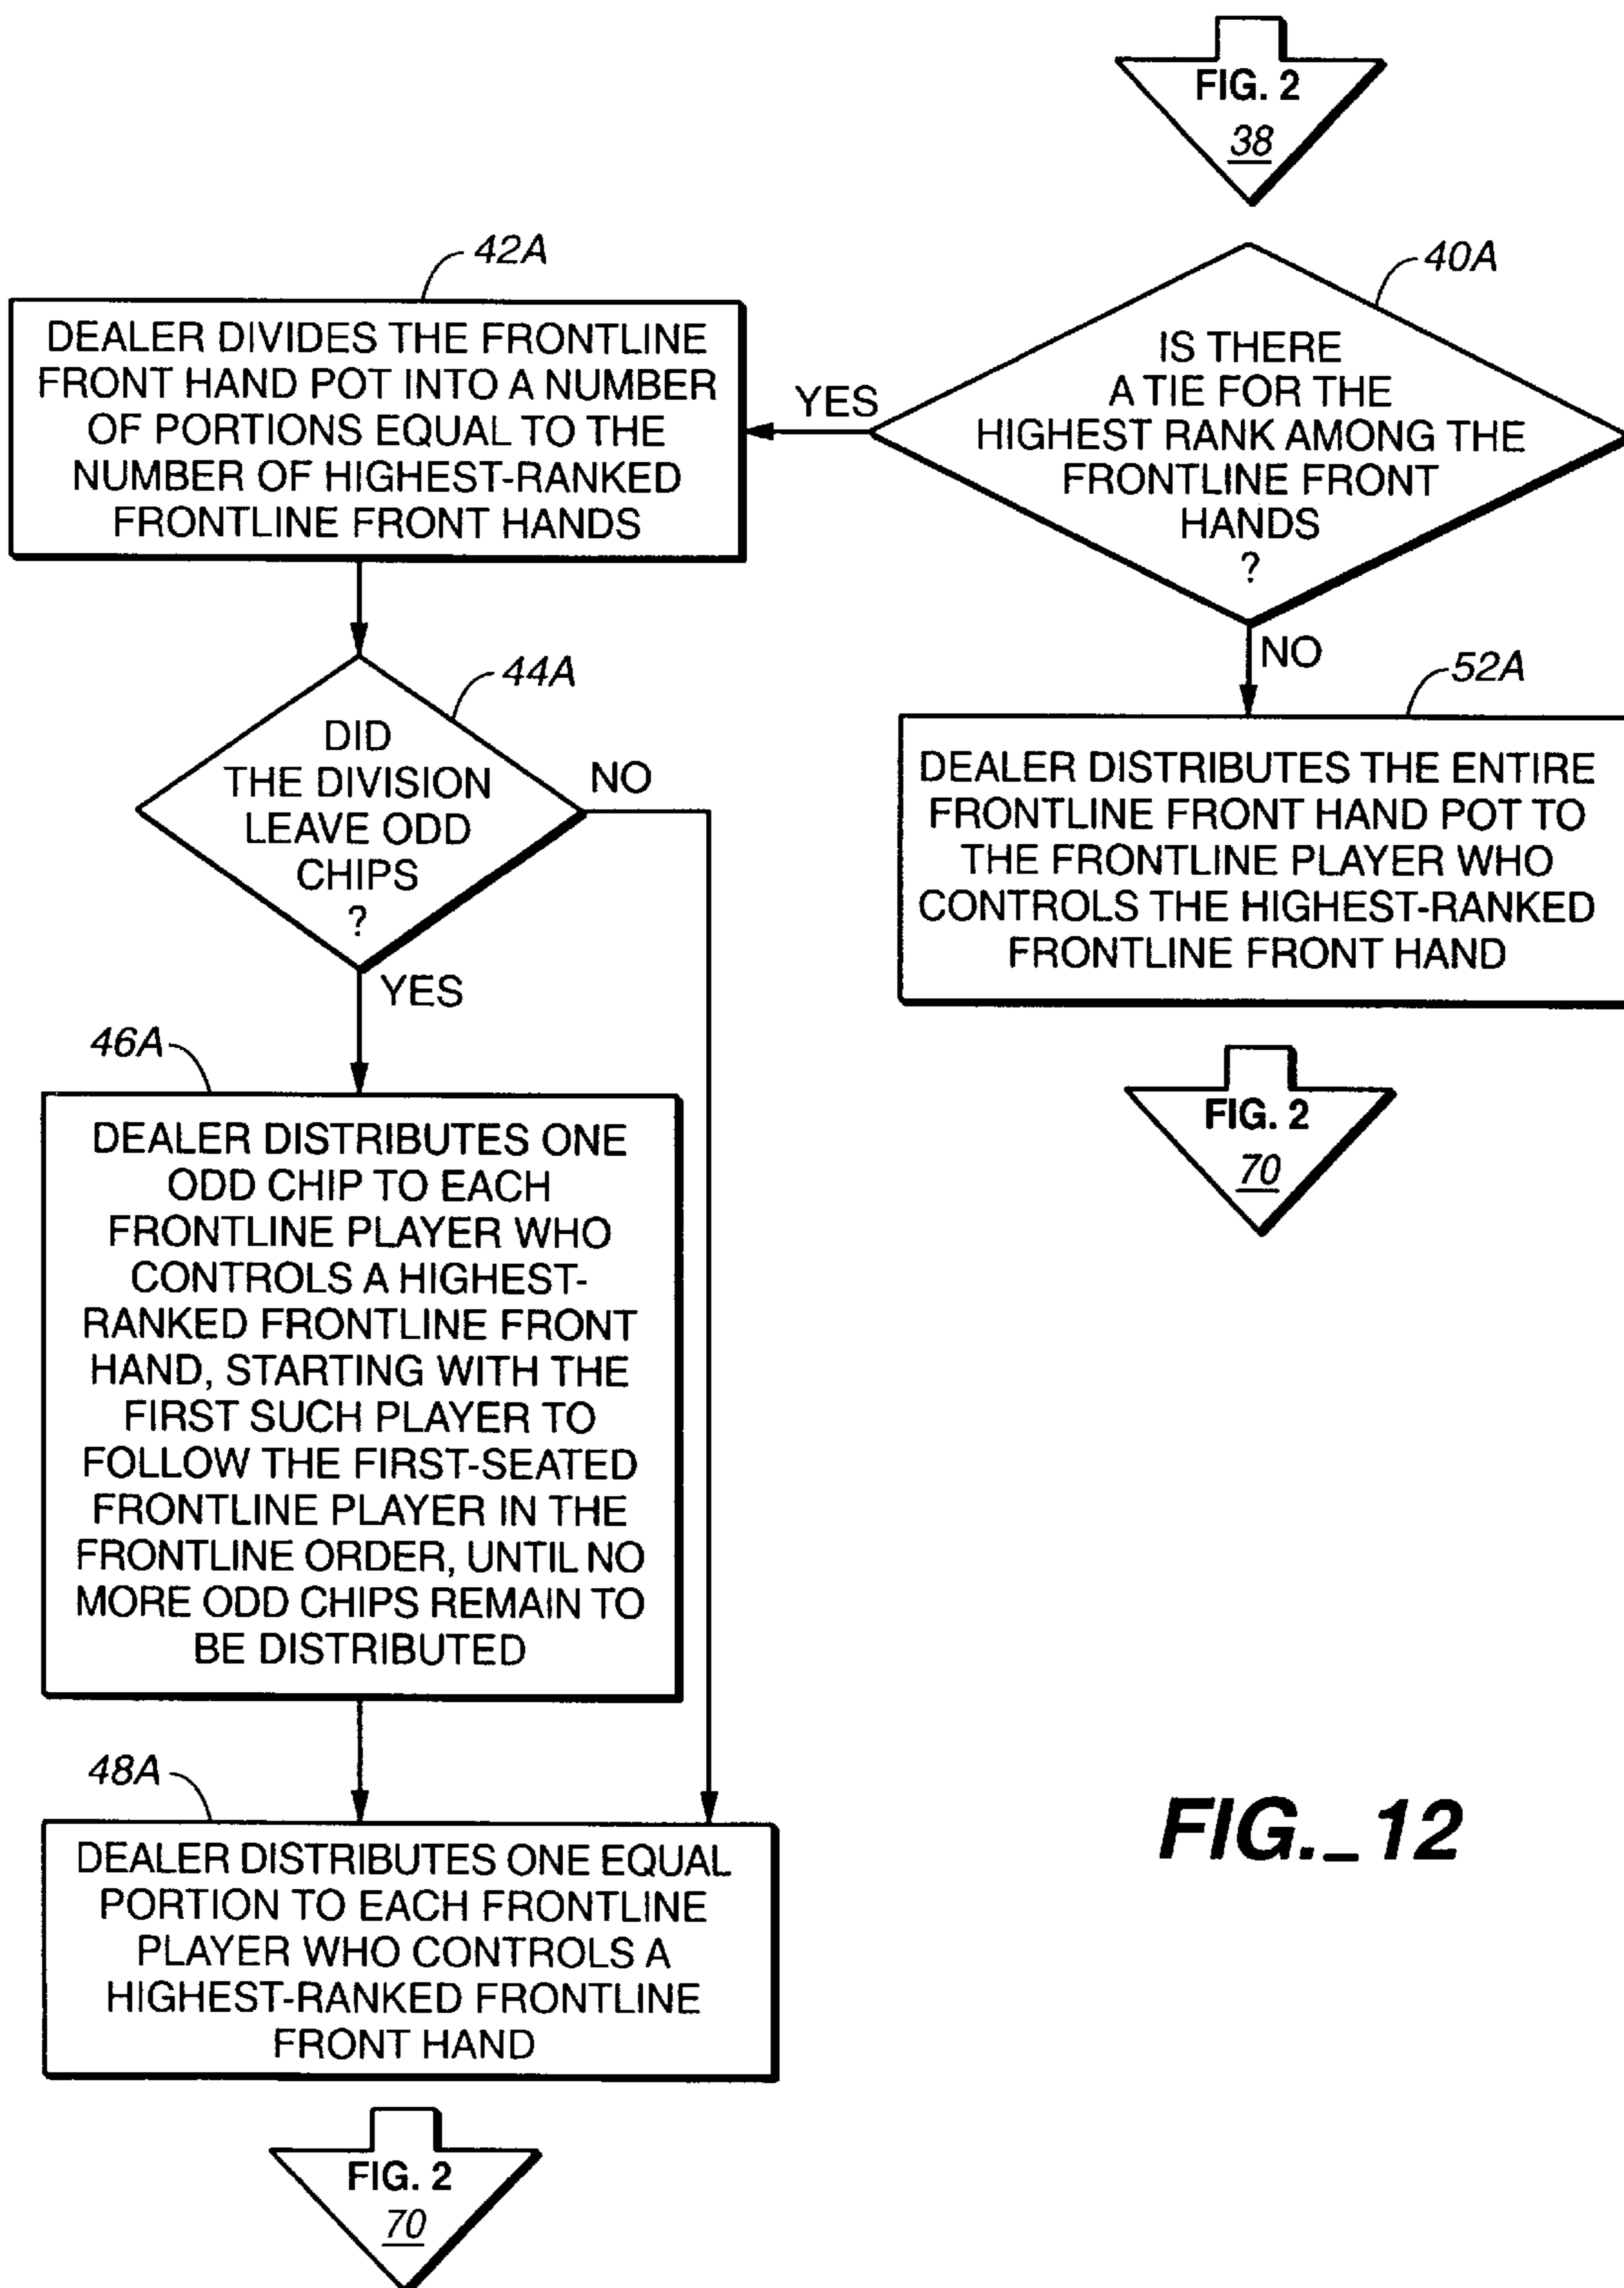 FIG. 2
38
40A
IS THERE
A TIE FOR THE
HIGHEST RANK AMONG THE
FRONTLINE FRONT
HANDS
?
YES
NO
42A
DEALER DIVIDES THE FRONTLINE
FRONT HAND POT INTO A NUMBER
OF PORTIONS EQUAL TO THE
NUMBER OF HIGHEST-RANKED
FRONTLINE FRONT HANDS
44A
DID
THE DIVISION
LEAVE ODD
CHIPS
?
NO
YES
46A
DEALER DISTRIBUTES ONE
ODD CHIP TO EACH
FRONTLINE PLAYER WHO
CONTROLS A HIGHEST-
RANKED FRONTLINE FRONT
HAND, STARTING WITH THE
FIRST SUCH PLAYER TO
FOLLOW THE FIRST-SEATED
FRONTLINE PLAYER IN THE
FRONTLINE ORDER, UNTIL NO
MORE ODD CHIPS REMAIN TO
BE DISTRIBUTED
48A
DEALER DISTRIBUTES ONE EQUAL
PORTION TO EACH FRONTLINE
PLAYER WHO CONTROLS A
HIGHEST-RANKED FRONTLINE
FRONT HAND
FIG. 2
70
52A
DEALER DISTRIBUTES THE ENTIRE
FRONTLINE FRONT HAND POT TO
THE FRONTLINE PLAYER WHO
CONTROLS THE HIGHEST-RANKED
FRONTLINE FRONT HAND
FIG. 2
70
FIG._12